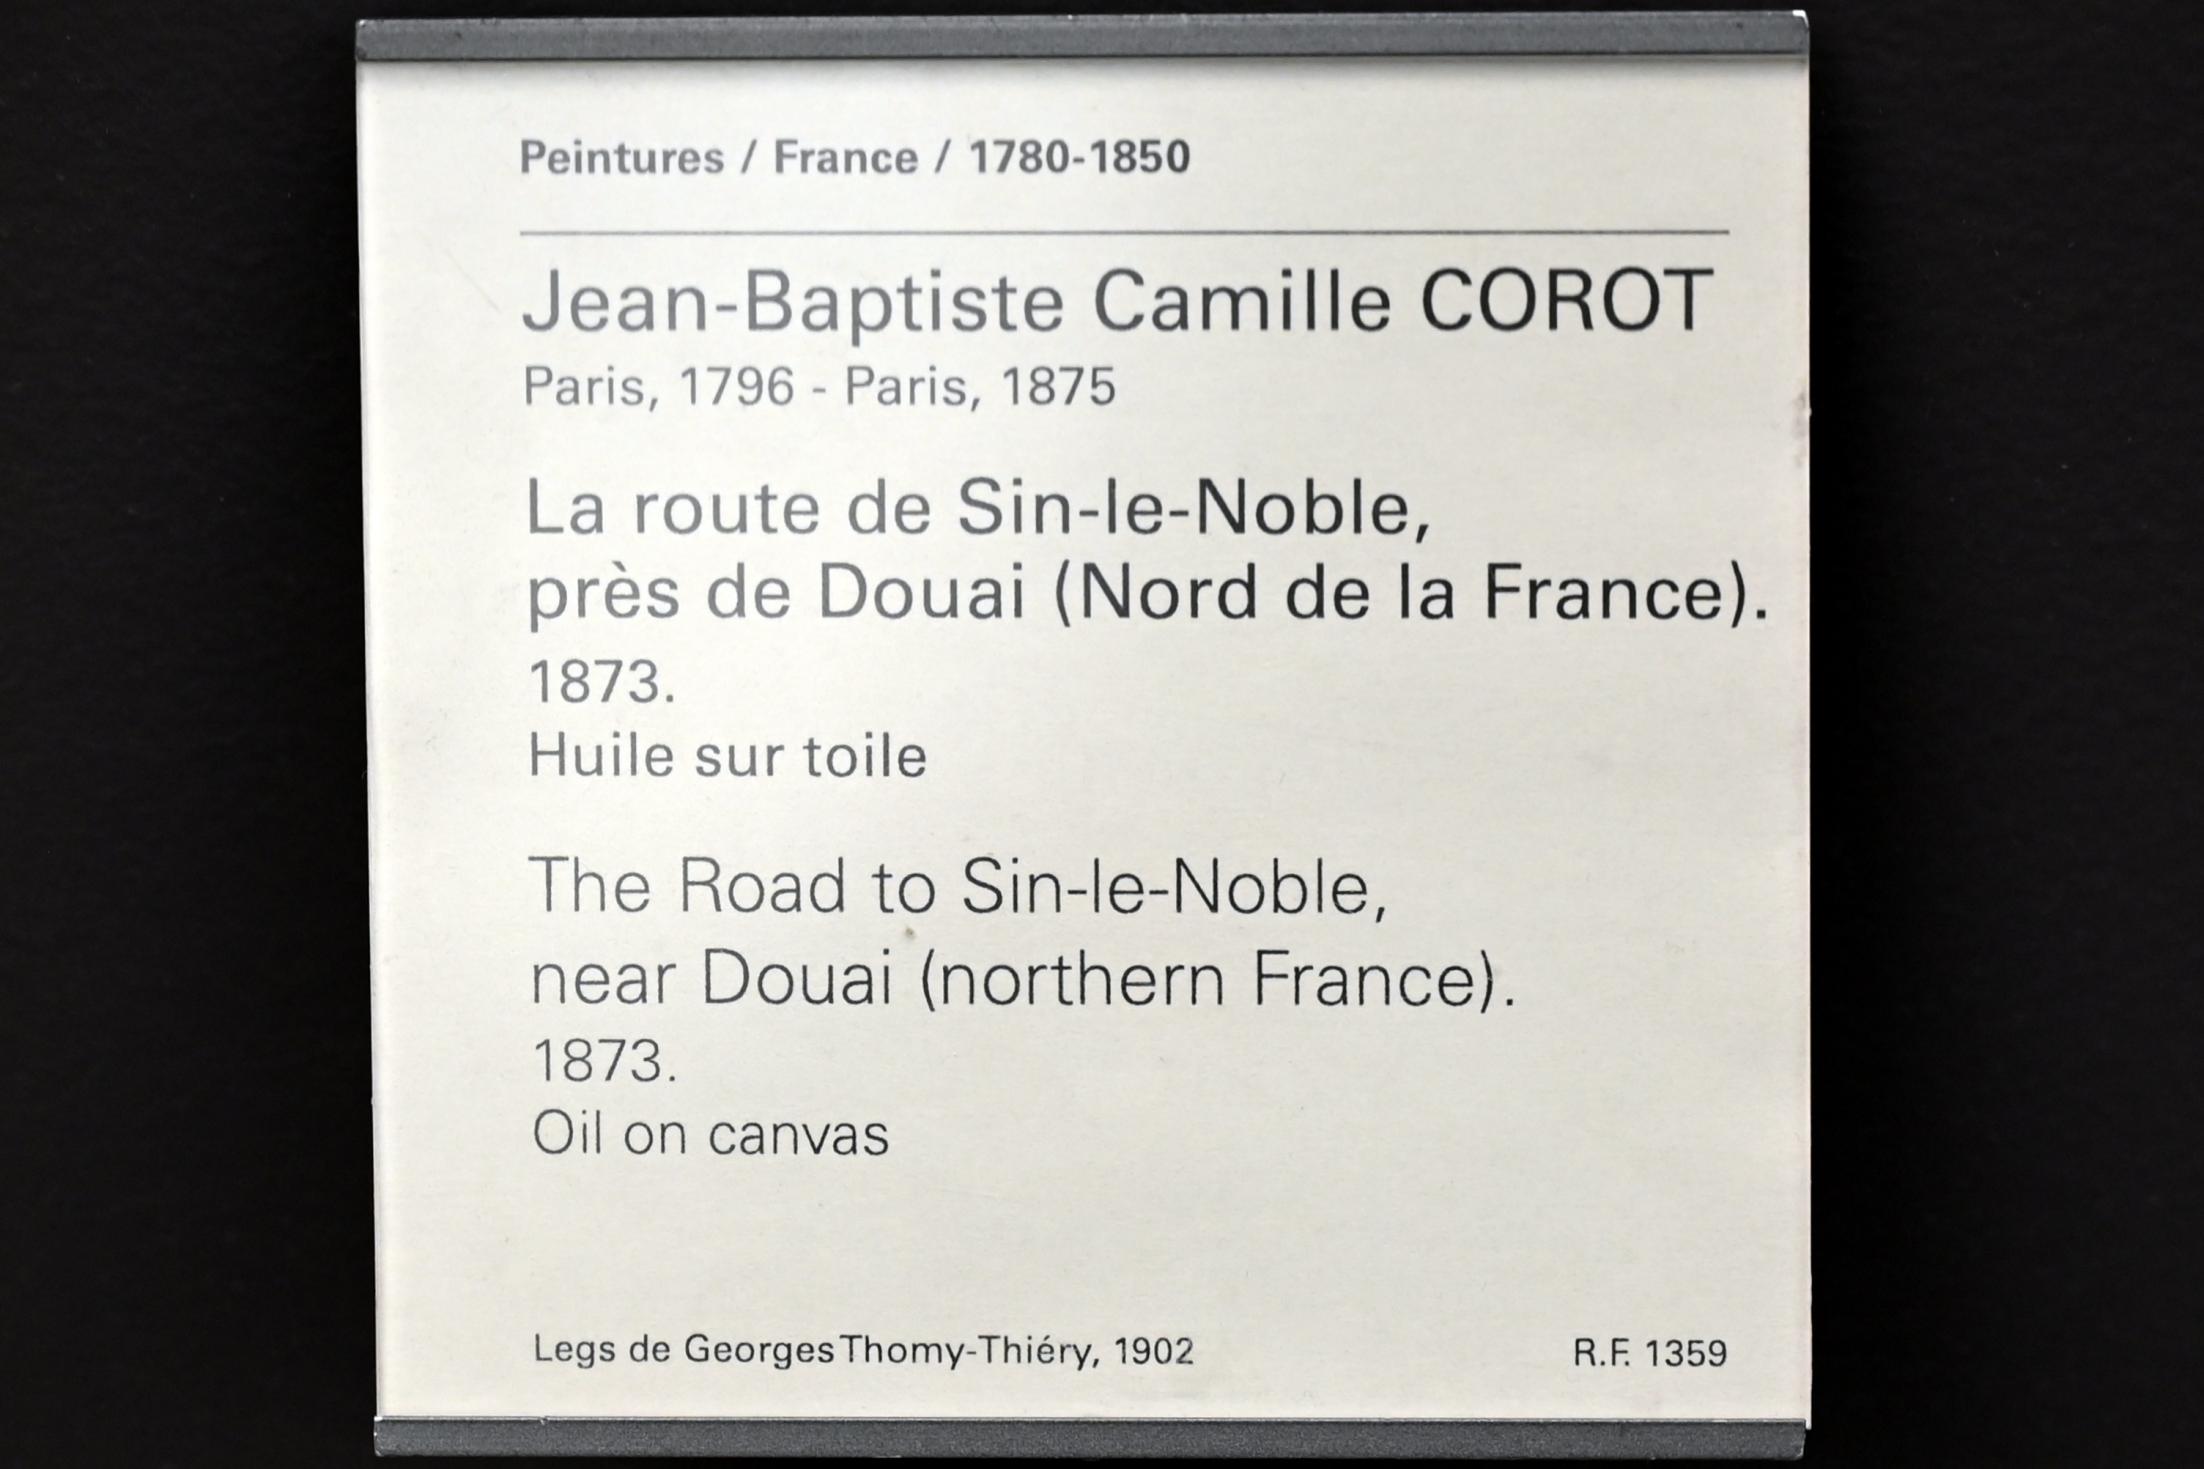 Peintures / France / 1780-1850
Jean-Baptiste Camille COROT
Paris, 1796 - Paris, 1875
La route de Sin-le-Noble,
près de Douai (Nord de la France).
1873.
Huile sur toile
The Road to Sin-le-Noble,
near Douai (northern France).
1873.
Oil on canvas
Legs de Georges Thomy-Thiéry, 1902
R.F. 1359